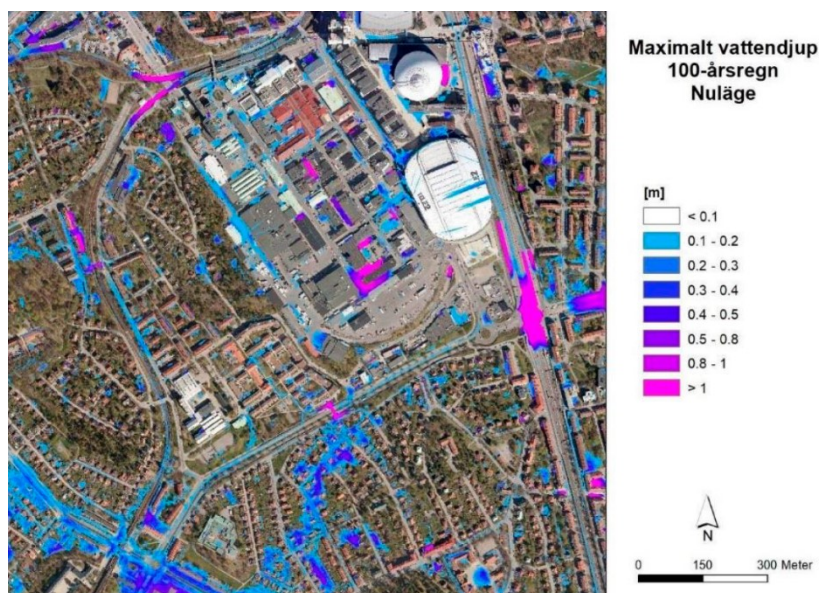 Maximalt vattendjup
100-årsregn
Nuläge
[m]
< 0.1
0.1 - 0.2
0.2 - 0.3
0.3 - 0.4
0.4 - 0.5
0.5 - 0.8
0.8 - 1
> 1
N
0 150 300 Meter